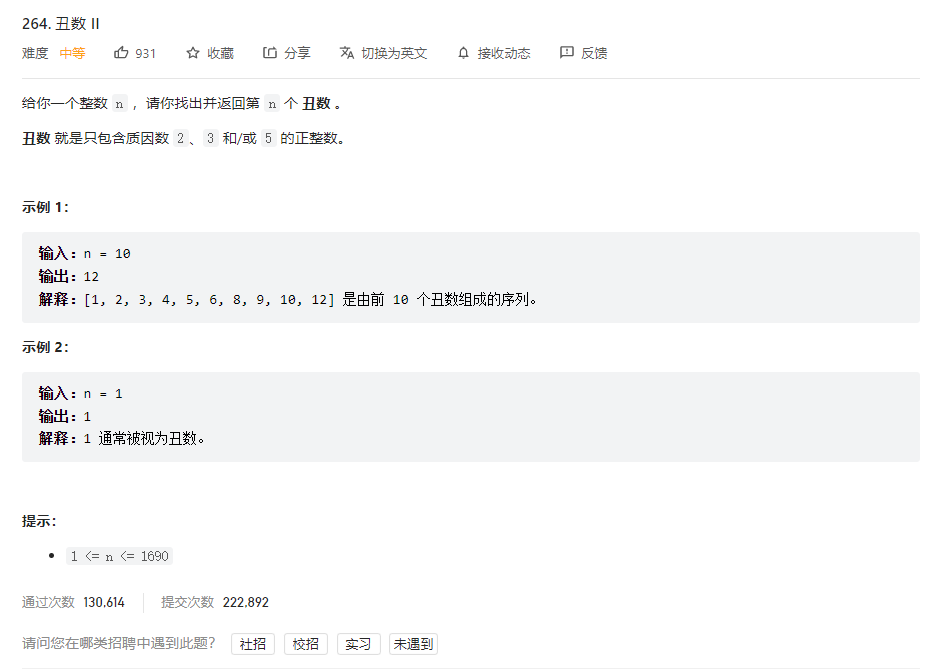 264. 丑数 II
难度 中等 931 收藏 分享 切换为英文 接收动态 反馈
给你一个整数 n ，请你找出并返回第 n 个 丑数 。
丑数 就是只包含质因数 2、3 和/或 5 的正整数。
示例 1：
输入：n = 10
输出：12
解释：[1, 2, 3, 4, 5, 6, 8, 9, 10, 12] 是由前 10 个丑数组成的序列。
示例 2：
输入：n = 1
输出：1
解释：1 通常被视为丑数。
提示：
• 1 <= n <= 1690
通过次数 130,614 提交次数 222,892
请问您在哪类招聘中遇到此题？ 社招 校招 实习 未遇到